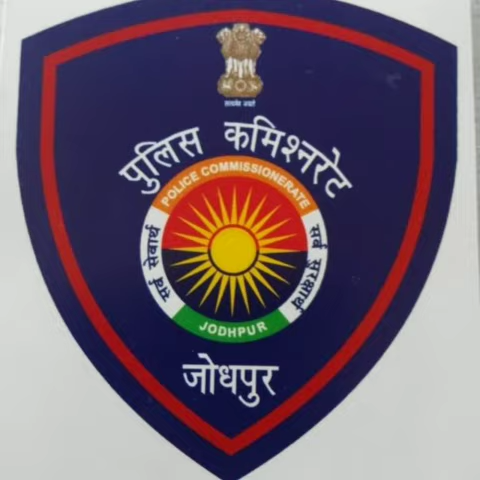 सत्यमेव जयते
पुलिस कमिश्नरेट
POLICE COMMISSIONERATE
सर्व सेवार्थ
सर्व सुरक्षार्थ
JODHPUR
जोधपुर